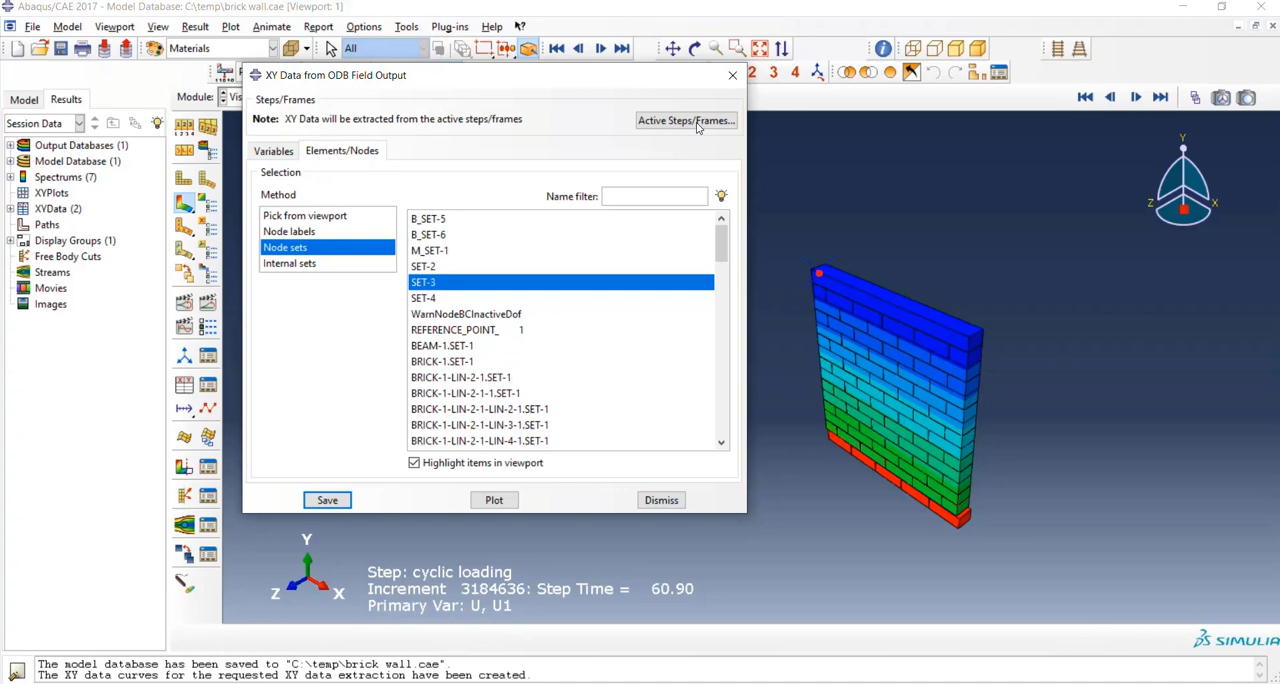 Abaqus/CAE 2017 - Model Database: C:\temp\brick wall.cae [Viewport: 1]
File Model Viewport View Result Plot Animate Report Options Tools Plug-ins Help
Materials All
XY Data from ODB Field Output
2 3 4
Module: Vis
Model Results
Session Data
Output Databases (1)
Model Database (1)
Spectrums (7)
XYPlots
XYData (2)
Paths
Display Groups (1)
Free Body Cuts
Streams
Movies
Images
Steps/Frames
Note: XY Data will be extracted from the active steps/frames
Active Steps/Frames...
Variables Elements/Nodes
Selection
Method
Name filter:
Pick from viewport
Node labels
Node sets
Internal sets
B_SET-5
B_SET-6
M_SET-1
SET-2
SET-3
SET-4
WarnNodeBCInactiveDof
REFERENCE_POINT_ 1
BEAM-1.SET-1
BRICK-1.SET-1
BRICK-1-LIN-2-1.SET-1
BRICK-1-LIN-2-1-1.SET-1
BRICK-1-LIN-2-1-LIN-2-1.SET-1
BRICK-1-LIN-2-1-LIN-3-1.SET-1
BRICK-1-LIN-2-1-LIN-4-1.SET-1
Highlight items in viewport
Save Plot Dismiss
Y
Z X
Y
Z X
Step: cyclic loading
Increment 3184636: Step Time = 60.90
Primary Var: U, U1
SIMULIA
The model database has been saved to "C:\temp\brick wall.cae".
The XY data curves for the requested XY data extraction have been created.